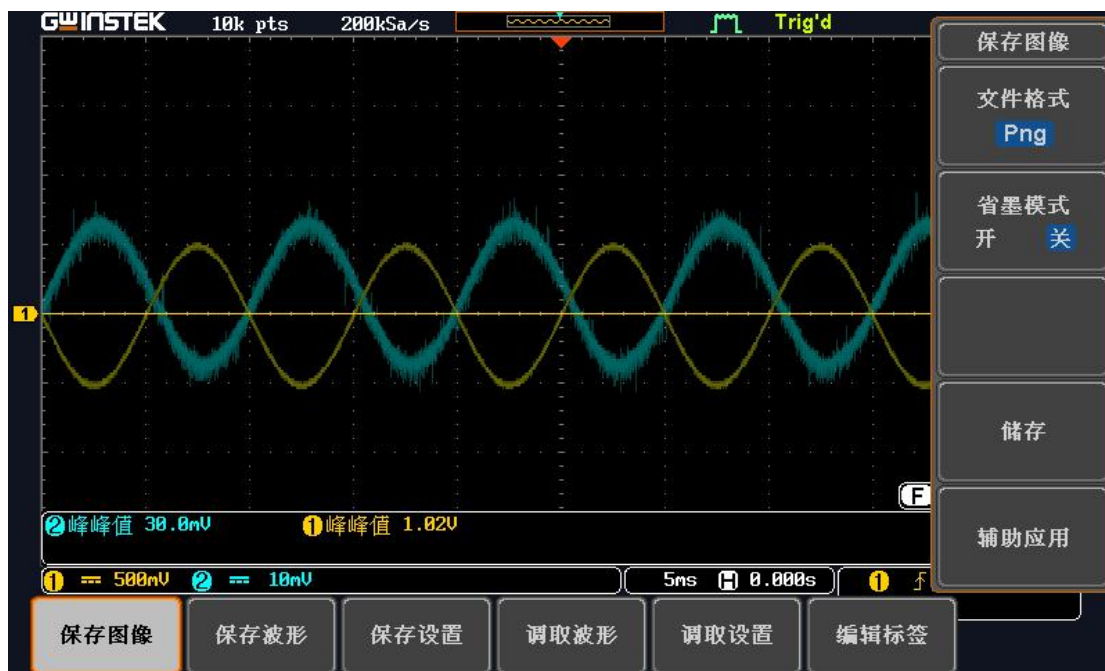 GWINSTEK 10k pts 200kSa/s Trig'd
保存图像
文件格式
Png
省墨模式
开 关
1
储存
F
辅助应用
2 峰峰值 30.0mV 1 峰峰值 1.02V
1 500mV 2 10mV 5ms H 0.000s 1
保存图像 保存波形 保存设置 调取波形 调取设置 编辑标签